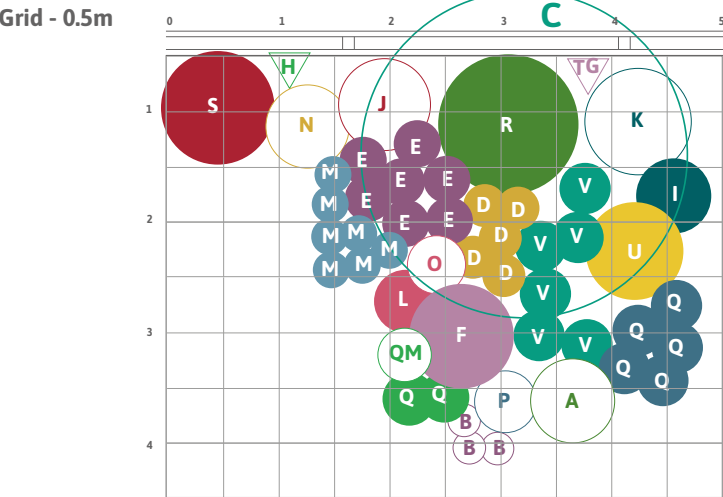 Grid - 0.5m
0 1 2 3 4 5
C
H TG
S J K
1
N R
E E
M E E V
M E D D I
2
E E
M M D V V U
M O D
M M D
L V Q
3
F V Q
QM V Q
Q Q
Q Q P A
B
4
B B